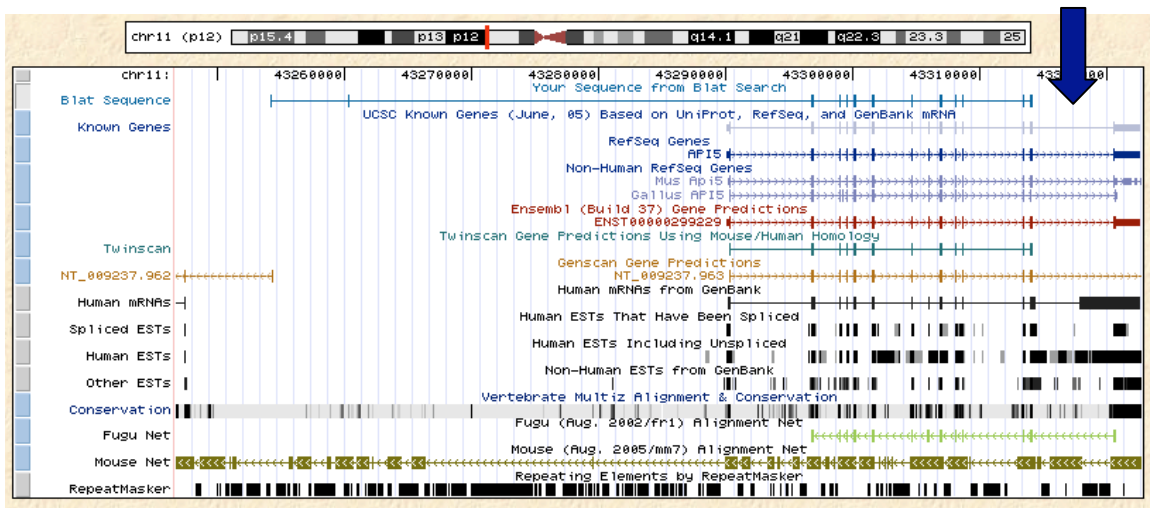 chr11 (p12) p15.4 p13 p12 q14.1 q21 q22.3 23.3 25
chr11: 43260000 43270000 43280000 43290000 43300000 43310000
Your Sequence from Blat Search
Blat Sequence
UCSC Known Genes (June, 05) Based on UniProt, RefSeq, and GenBank mRNA
Known Genes
RefSeq Genes
API5
Non-Human RefSeq Genes
Mus Api5
Gallus API5
Ensembl (Build 37) Gene Predictions
ENST00000299229
Twinscan Gene Predictions Using Mouse/Human Homology
Twinscan
Genscan Gene Predictions
NT_009237.962 NT_009237.963
Human mRNAs from GenBank
Human mRNAs
Human ESTs That Have Been Spliced
Spliced ESTs
Human ESTs Including Unspliced
Human ESTs
Non-Human ESTs from GenBank
Other ESTs
Vertebrate Multiz Alignment & Conservation
Conservation
Fugu (Aug. 2002/fr1) Alignment Net
Fugu Net
Mouse (Aug. 2005/mm7) Alignment Net
Mouse Net
Repeating Elements by RepeatMasker
RepeatMasker